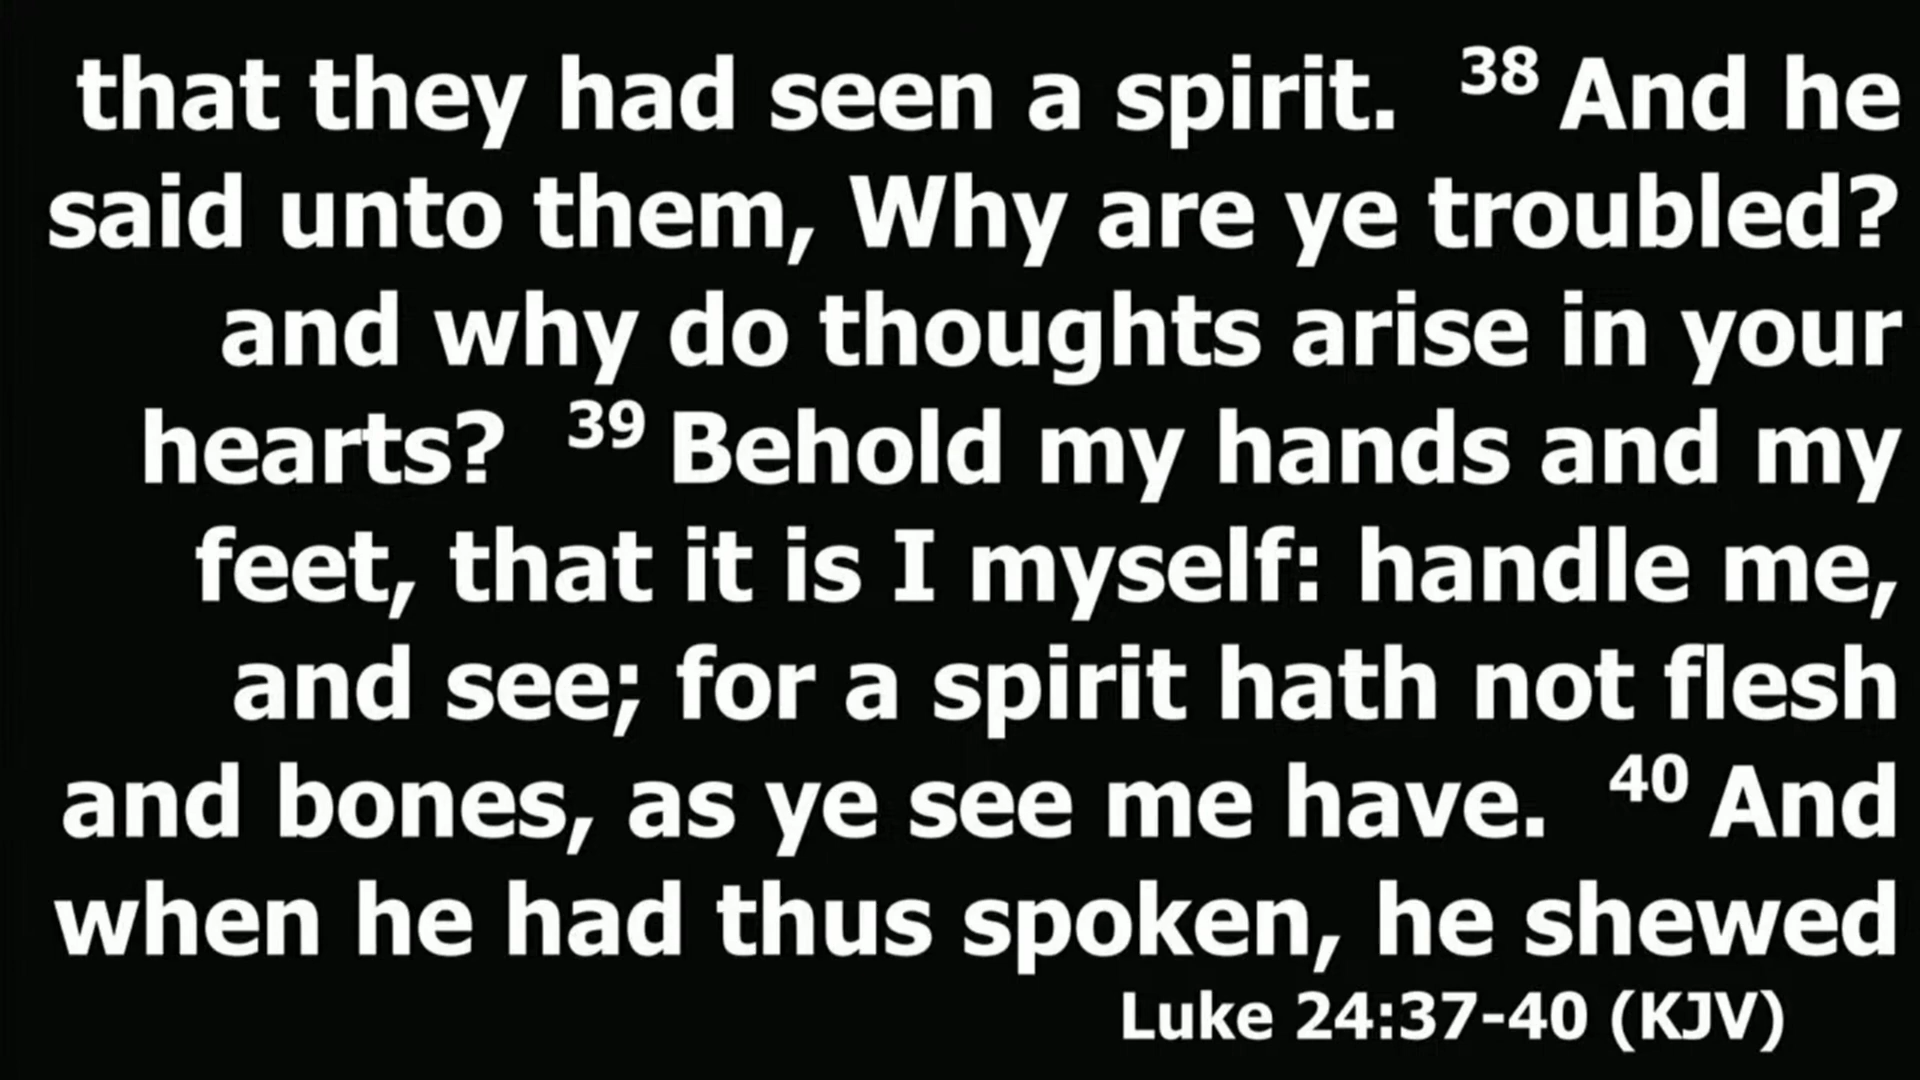 that they had seen a spirit. 38 And he
said unto them, Why are ye troubled?
and why do thoughts arise in your
hearts? 39 Behold my hands and my
feet, that it is I myself: handle me,
and see; for a spirit hath not flesh
and bones, as ye see me have. 40 And
when he had thus spoken, he shewed
Luke 24:37-40 (KJV)